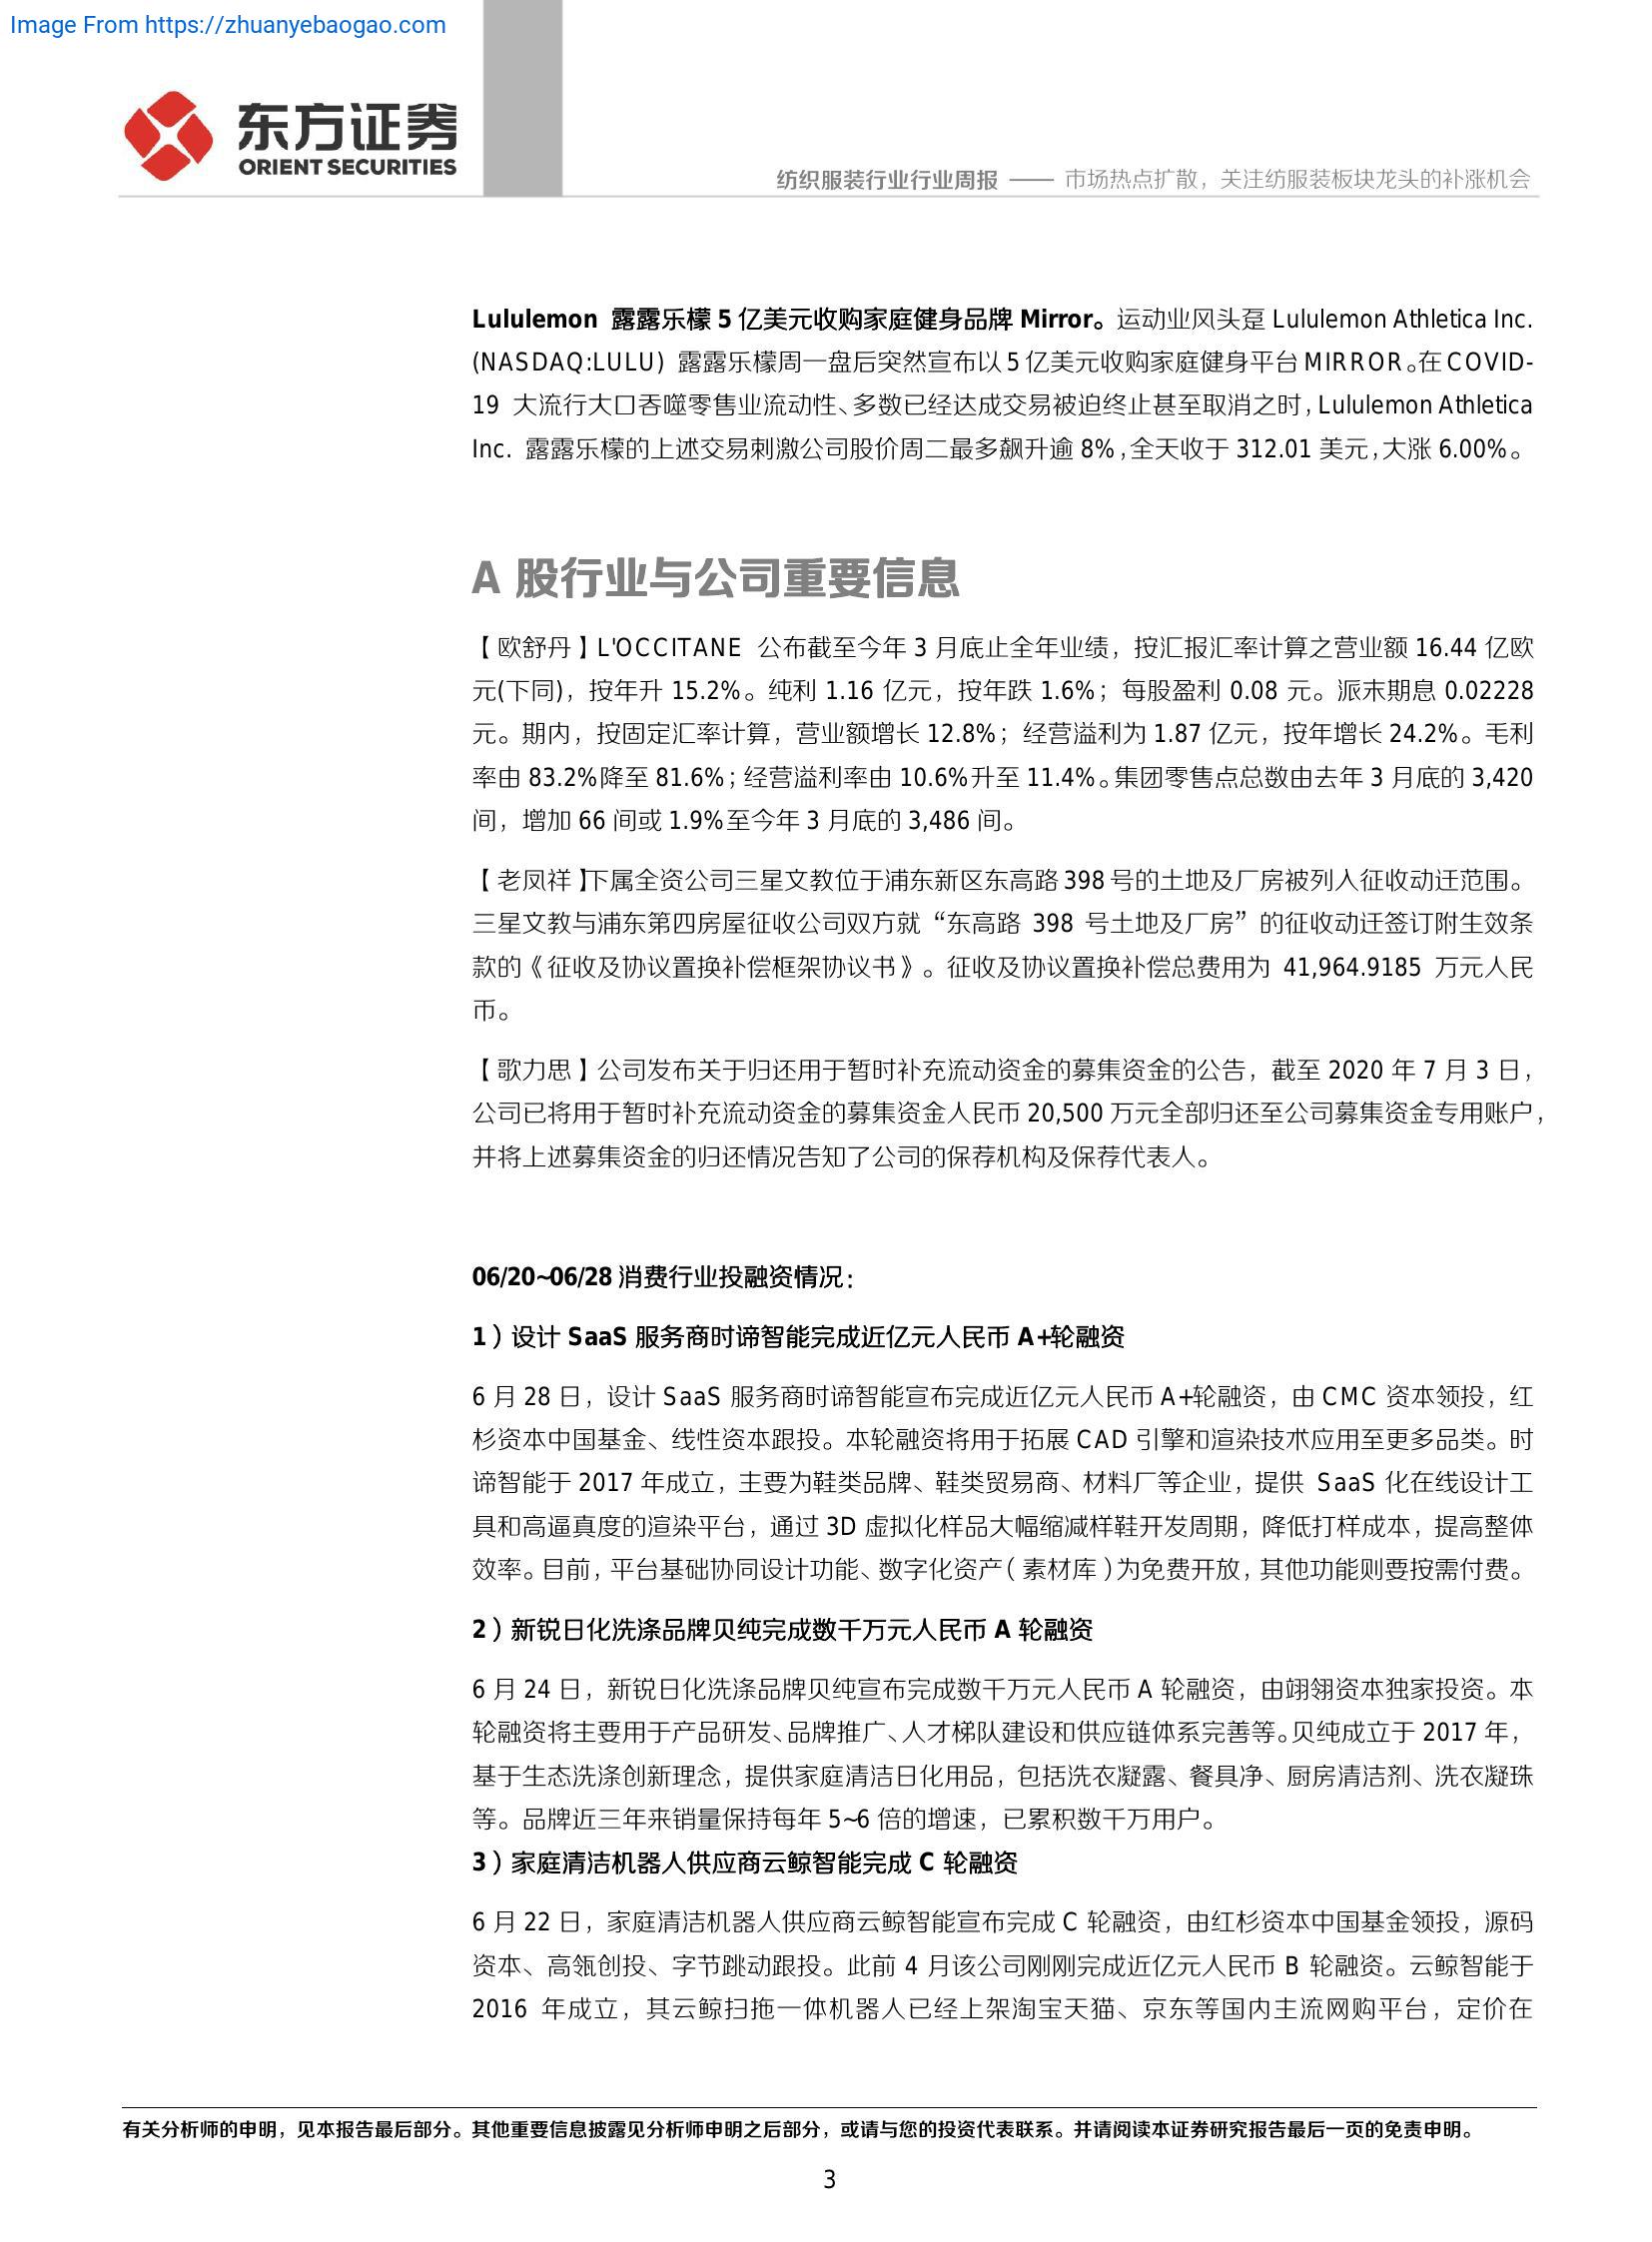 Image From https://zhuanyebaogao.com
东方证券
ORIENT SECURITIES
纺织服装行业行业周报 —— 市场热点扩散，关注纺服装板块龙头的补涨机会
Lululemon 露露乐檬 5 亿美元收购家庭健身品牌 Mirror。运动业风头趸 Lululemon Athletica Inc.
(NASDAQ:LULU) 露露乐檬周一盘后突然宣布以 5 亿美元收购家庭健身平台 MIRROR。在 COVID-
19 大流行大口吞噬零售业流动性、多数已经达成交易被迫终止甚至取消之时，Lululemon Athletica
Inc. 露露乐檬的上述交易刺激公司股价周二最多飙升逾 8%，全天收于 312.01 美元，大涨 6.00%。
A 股行业与公司重要信息
【欧舒丹】L'OCCITANE 公布截至今年 3 月底止全年业绩，按汇报汇率计算之营业额 16.44 亿欧
元(下同)，按年升 15.2%。纯利 1.16 亿元，按年跌 1.6%；每股盈利 0.08 元。派末期息 0.02228
元。期内，按固定汇率计算，营业额增长 12.8%；经营溢利为 1.87 亿元，按年增长 24.2%。毛利
率由 83.2%降至 81.6%；经营溢利率由 10.6%升至 11.4%。集团零售点总数由去年 3 月底的 3,420
间，增加 66 间或 1.9%至今年 3 月底的 3,486 间。
【老凤祥】下属全资公司三星文教位于浦东新区东高路 398 号的土地及厂房被列入征收动迁范围。
三星文教与浦东第四房屋征收公司双方就“东高路 398 号土地及厂房”的征收动迁签订附生效条
款的《征收及协议置换补偿框架协议书》。征收及协议置换补偿总费用为 41,964.9185 万元人民
币。
【歌力思】公司发布关于归还用于暂时补充流动资金的募集资金的公告，截至 2020 年 7 月 3 日，
公司已将用于暂时补充流动资金的募集资金人民币 20,500 万元全部归还至公司募集资金专用账户，
并将上述募集资金的归还情况告知了公司的保荐机构及保荐代表人。
06/20~06/28 消费行业投融资情况：
1）设计 SaaS 服务商时谛智能完成近亿元人民币 A+轮融资
6 月 28 日，设计 SaaS 服务商时谛智能宣布完成近亿元人民币 A+轮融资，由 CMC 资本领投，红
杉资本中国基金、线性资本跟投。本轮融资将用于拓展 CAD 引擎和渲染技术应用至更多品类。时
谛智能于 2017 年成立，主要为鞋类品牌、鞋类贸易商、材料厂等企业，提供 SaaS 化在线设计工
具和高逼真度的渲染平台，通过 3D 虚拟化样品大幅缩减样鞋开发周期，降低打样成本，提高整体
效率。目前，平台基础协同设计功能、数字化资产（素材库）为免费开放，其他功能则要按需付费。
2）新锐日化洗涤品牌贝纯完成数千万元人民币 A 轮融资
6 月 24 日，新锐日化洗涤品牌贝纯宣布完成数千万元人民币 A 轮融资，由翊翎资本独家投资。本
轮融资将主要用于产品研发、品牌推广、人才梯队建设和供应链体系完善等。贝纯成立于 2017 年，
基于生态洗涤创新理念，提供家庭清洁日化用品，包括洗衣凝露、餐具净、厨房清洁剂、洗衣凝珠
等。品牌近三年来销量保持每年 5~6 倍的增速，已累积数千万用户。
3）家庭清洁机器人供应商云鲸智能完成 C 轮融资
6 月 22 日，家庭清洁机器人供应商云鲸智能宣布完成 C 轮融资，由红杉资本中国基金领投，源码
资本、高瓴创投、字节跳动跟投。此前 4 月该公司刚刚完成近亿元人民币 B 轮融资。云鲸智能于
2016 年成立，其云鲸扫拖一体机器人已经上架淘宝天猫、京东等国内主流网购平台，定价在
有关分析师的申明，见本报告最后部分。其他重要信息披露见分析师申明之后部分，或请与您的投资代表联系。并请阅读本证券研究报告最后一页的免责申明。
3